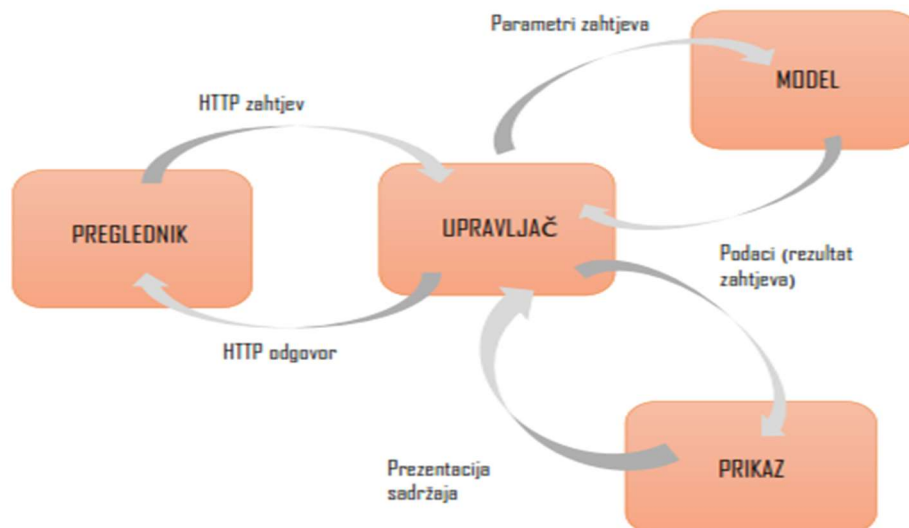 Parametri zahtjeva
MODEL
HTTP zahtjev
PREGLEDNIK
UPRAVLJAČ
Podaci (rezultat
zahtjeva)
HTTP odgovor
Prezentacija
sadržaja
PRIKAZ